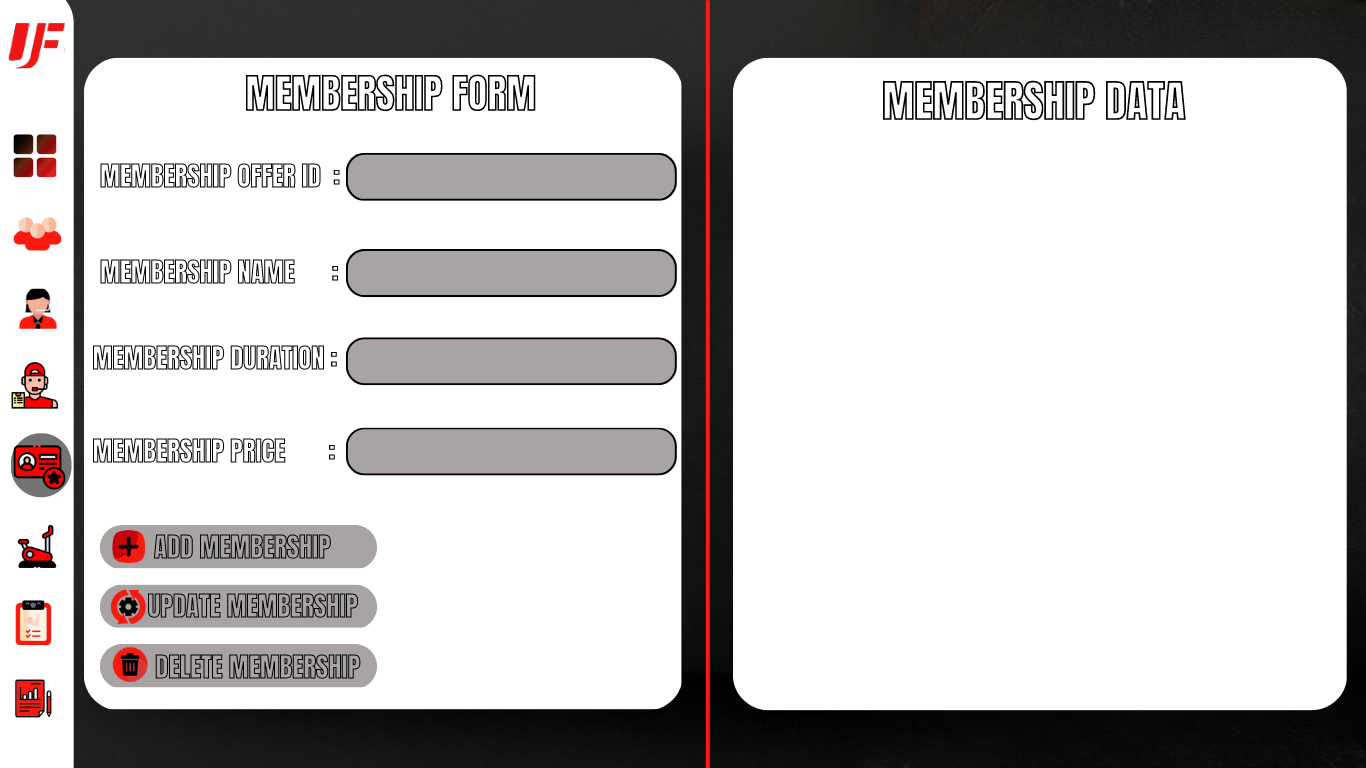 JF
MEMBERSHIP FORM
MEMBERSHIP OFFER ID :
MEMBERSHIP NAME :
MEMBERSHIP DURATION :
MEMBERSHIP PRICE :
ADD MEMBERSHIP
UPDATE MEMBERSHIP
DELETE MEMBERSHIP
MEMBERSHIP DATA